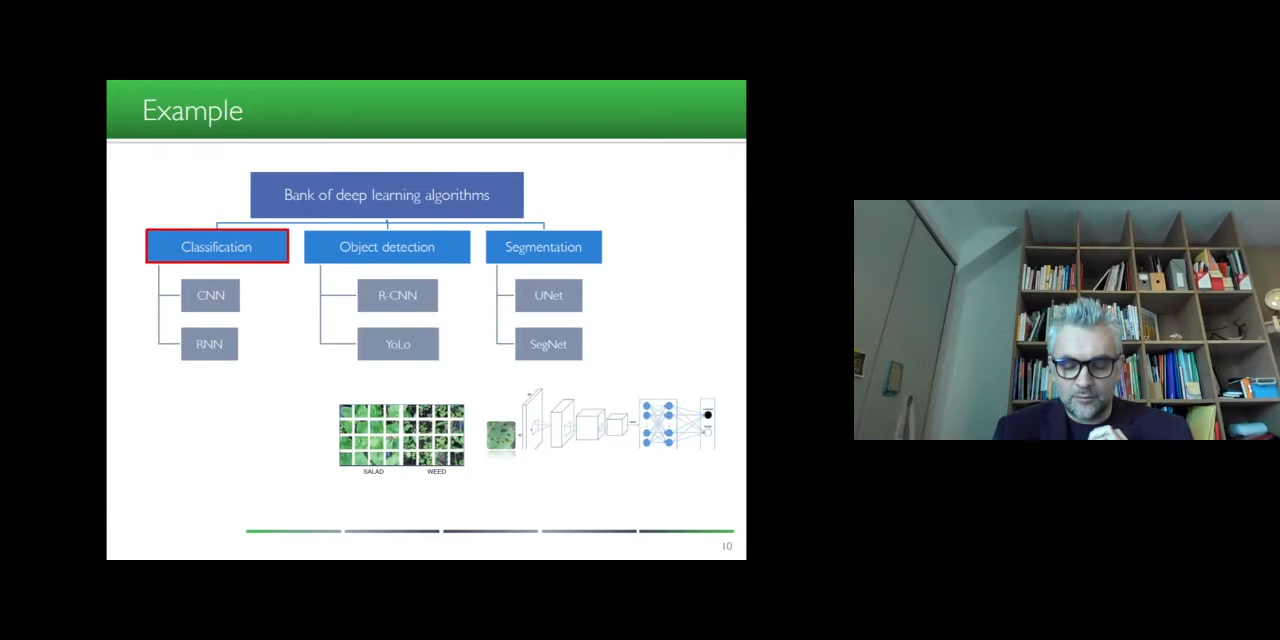 Example
Bank of deep learning algorithms
Classification
Object detection
Segmentation
CNN
R-CNN
UNet
RNN
YoLo
SegNet
SALAD
WEED
10